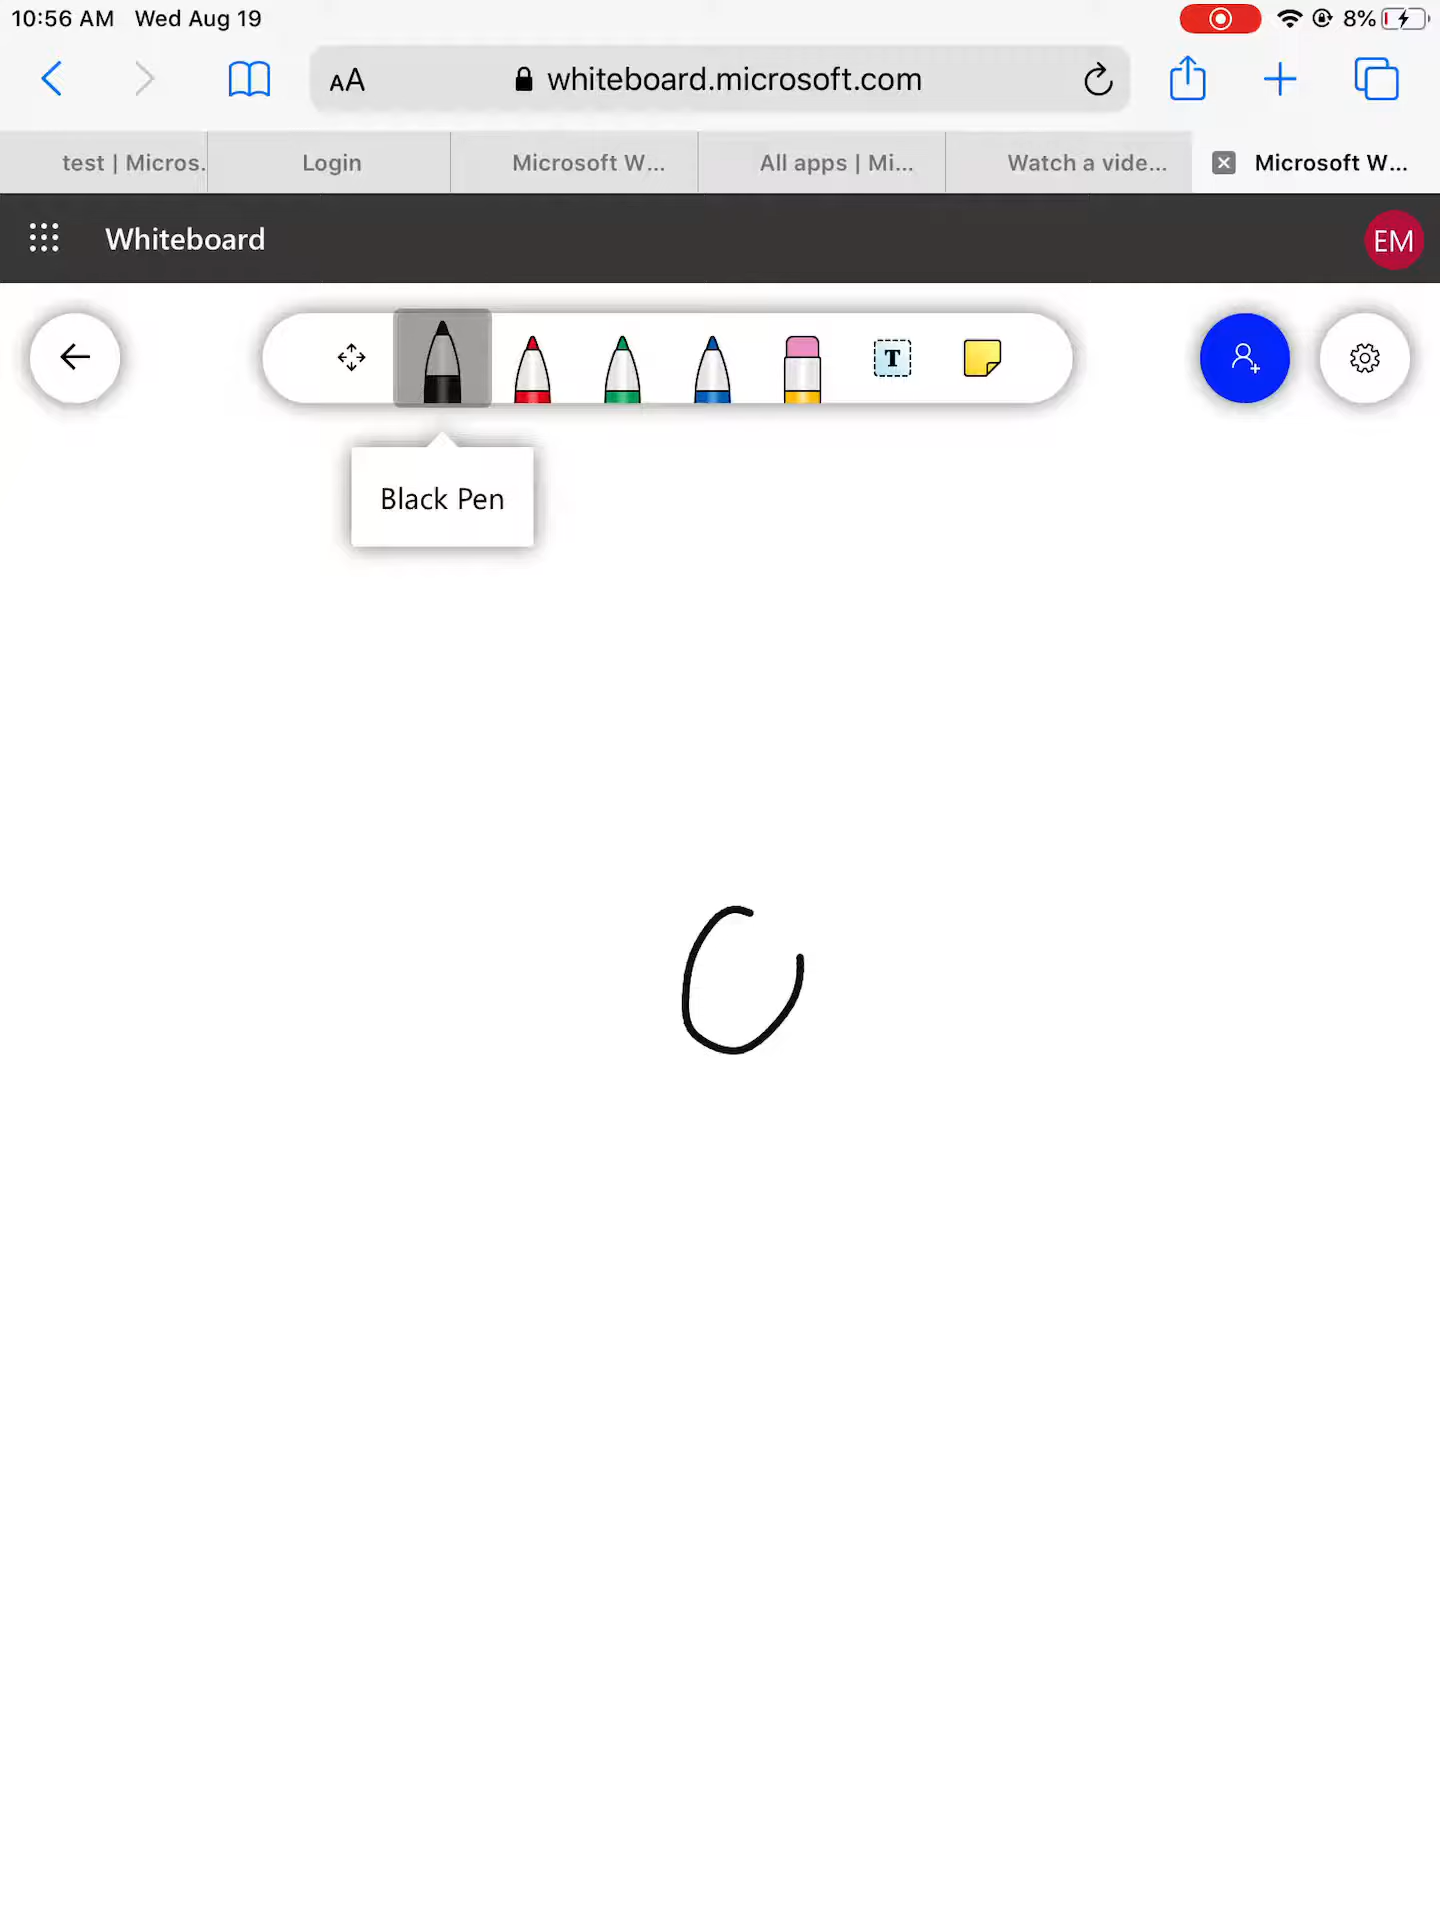 10:56 AM Wed Aug 19 8%
AA whiteboard.microsoft.com
test | Micros. Login Microsoft W... All apps | Mi... Watch a vide... Microsoft W...
Whiteboard EM
T
Black Pen